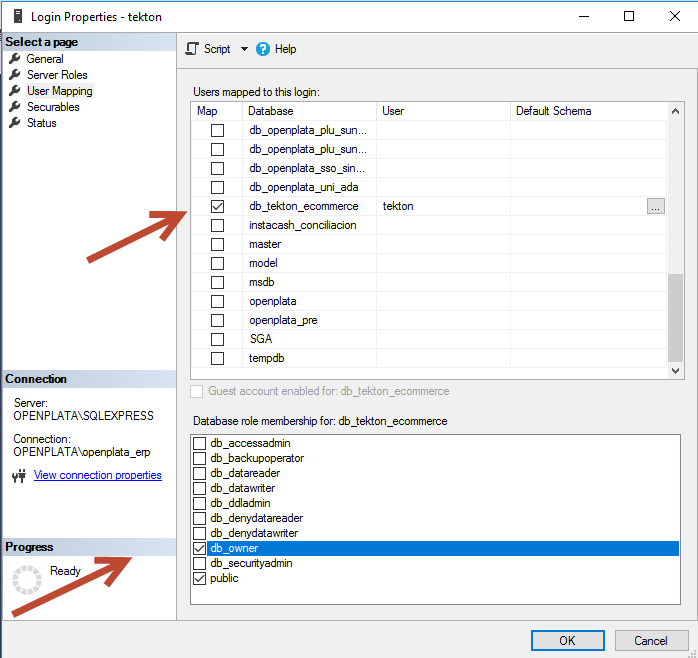 Login Properties - tekton
Select a page
General
Server Roles
User Mapping
Securables
Status
Connection
Server:
OPENPLATA\SQLEXPRESS
Connection:
OPENPLATA\openplata_erp
View connection properties
Progress
Ready
Script
Help
Users mapped to this login:
Map Database User Default Schema
db_openplata_plu_sun...
db_openplata_plu_sun...
db_openplata_sso_sin...
db_openplata_uni_ada
db_tekton_ecommerce tekton ...
instacash_conciliacion
master
model
msdb
openplata
openplata_pre
SGA
tempdb
Guest account enabled for: db_tekton_ecommerce
Database role membership for: db_tekton_ecommerce
db_accessadmin
db_backupoperator
db_datareader
db_datawriter
db_ddladmin
db_denydatareader
db_denydatawriter
db_owner
db_securityadmin
public
OK Cancel